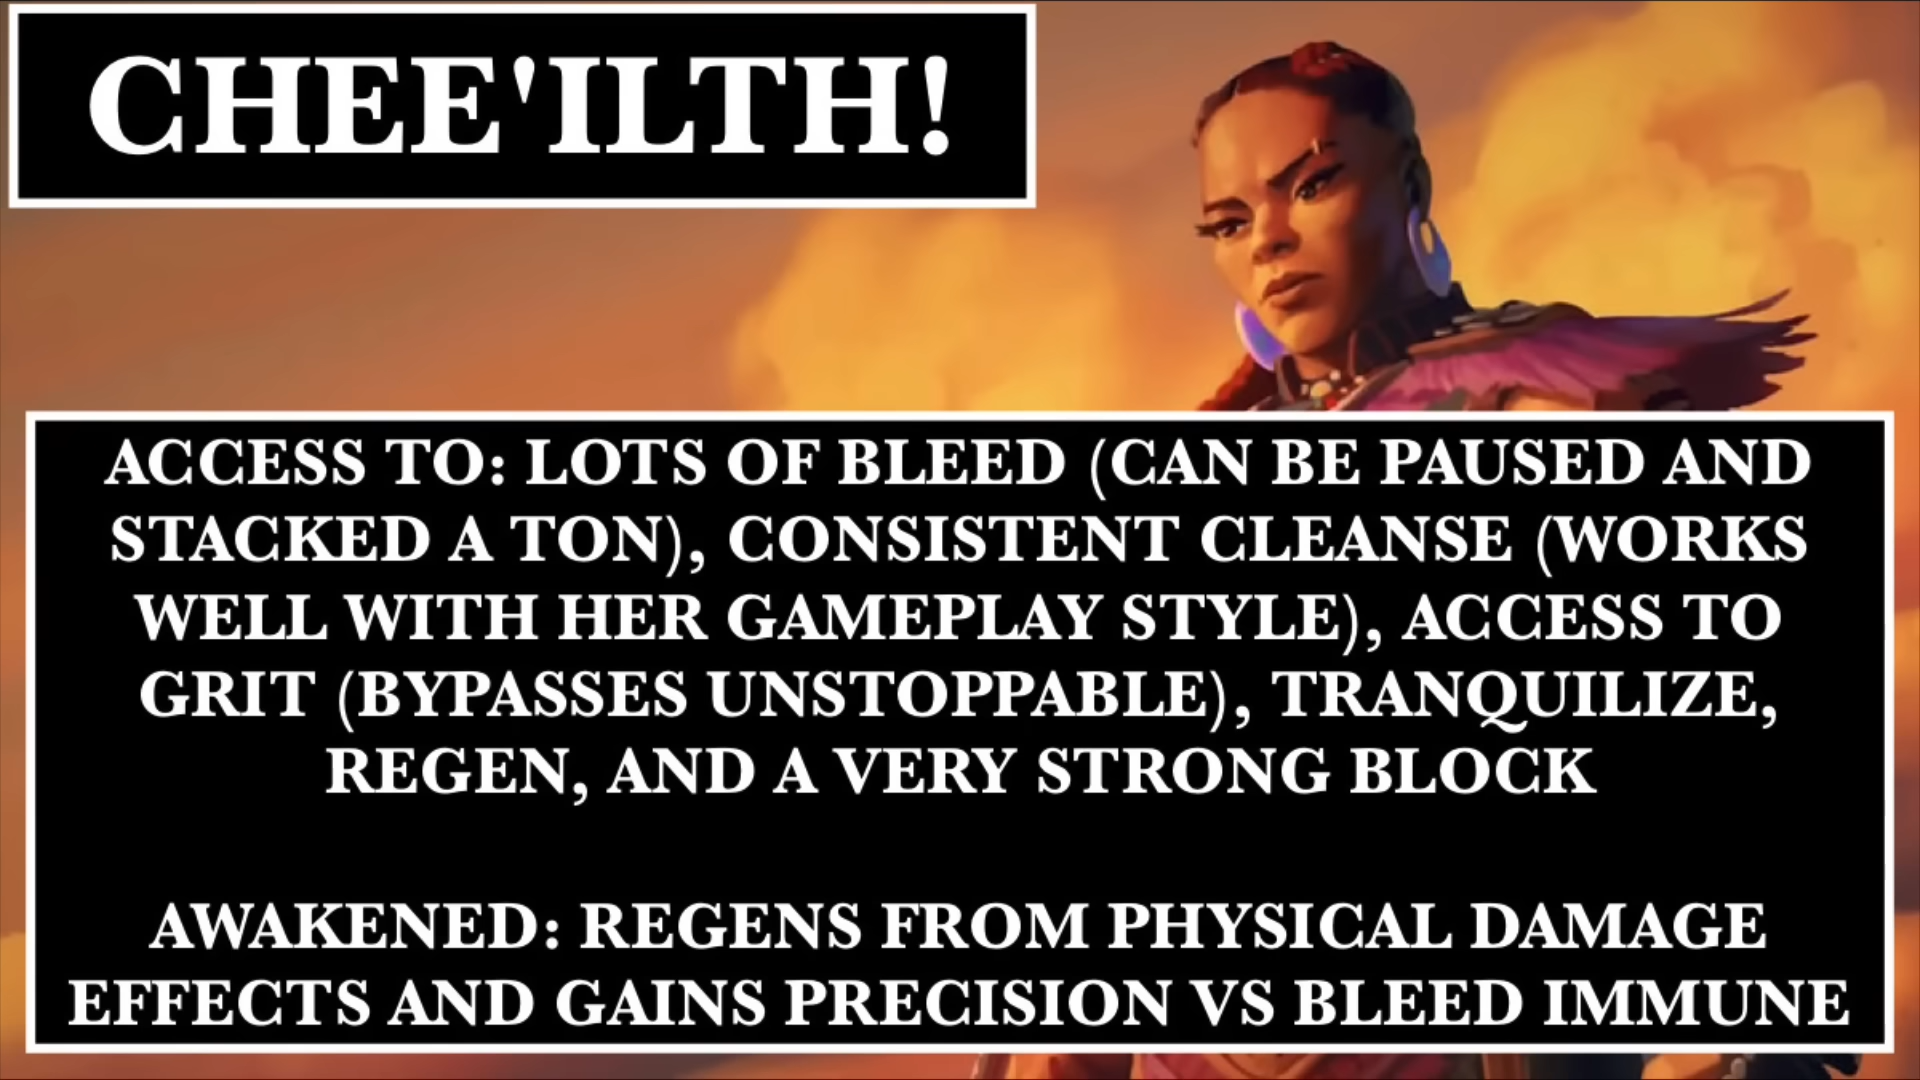 CHEE'ILTH!
ACCESS TO: LOTS OF BLEED (CAN BE PAUSED AND
STACKED A TON), CONSISTENT CLEANSE (WORKS
WELL WITH HER GAMEPLAY STYLE), ACCESS TO
GRIT (BYPASSES UNSTOPPABLE), TRANQUILIZE,
REGEN, AND A VERY STRONG BLOCK
AWAKENED: REGENS FROM PHYSICAL DAMAGE
EFFECTS AND GAINS PRECISION VS BLEED IMMUNE